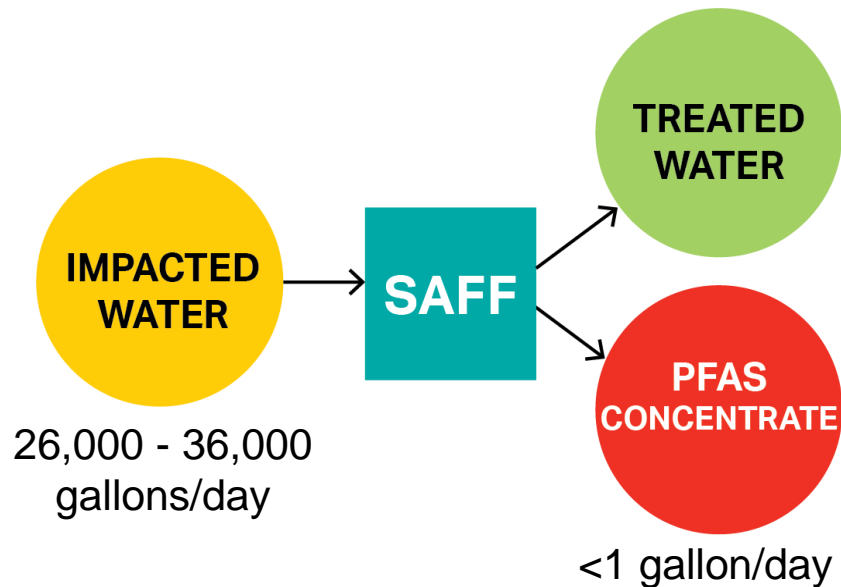 IMPACTED
WATER
26,000 - 36,000
gallons/day
SAFF
TREATED
WATER
PFAS
CONCENTRATE
<1 gallon/day